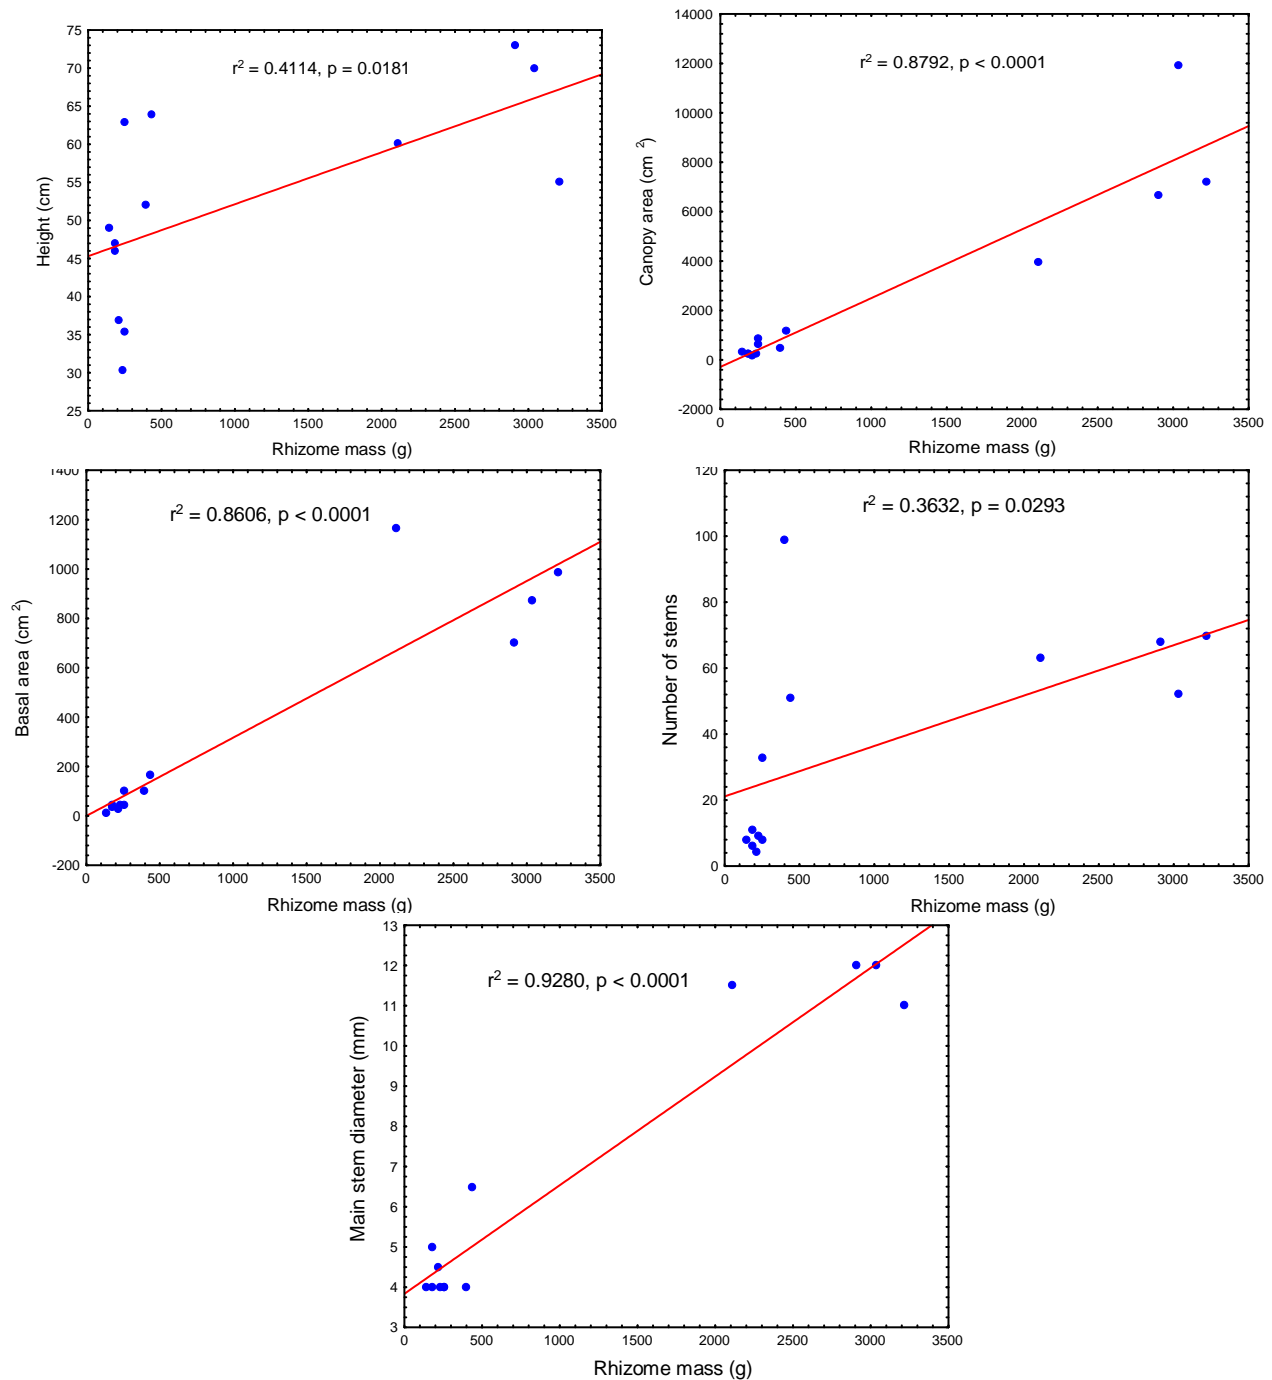 75
70
65
60
55
50
45
40
35
30
25
Height (cm)
r² = 0.4114, p = 0.0181
0 500 1000 1500 2000 2500 3000 3500
Rhizome mass (g)
14000
12000
10000
8000
6000
4000
2000
0
-2000
Canopy area (cm²)
r² = 0.8792, p < 0.0001
0 500 1000 1500 2000 2500 3000 3500
Rhizome mass (g)
1400
1200
1000
800
600
400
200
0
-200
Basal area (cm²)
r² = 0.8606, p < 0.0001
0 500 1000 1500 2000 2500 3000 3500
Rhizome mass (g)
120
100
80
60
40
20
0
Number of stems
r² = 0.3632, p = 0.0293
0 500 1000 1500 2000 2500 3000 3500
Rhizome mass (g)
13
12
11
10
9
8
7
6
5
4
3
Main stem diameter (mm)
r² = 0.9280, p < 0.0001
0 500 1000 1500 2000 2500 3000 3500
Rhizome mass (g)